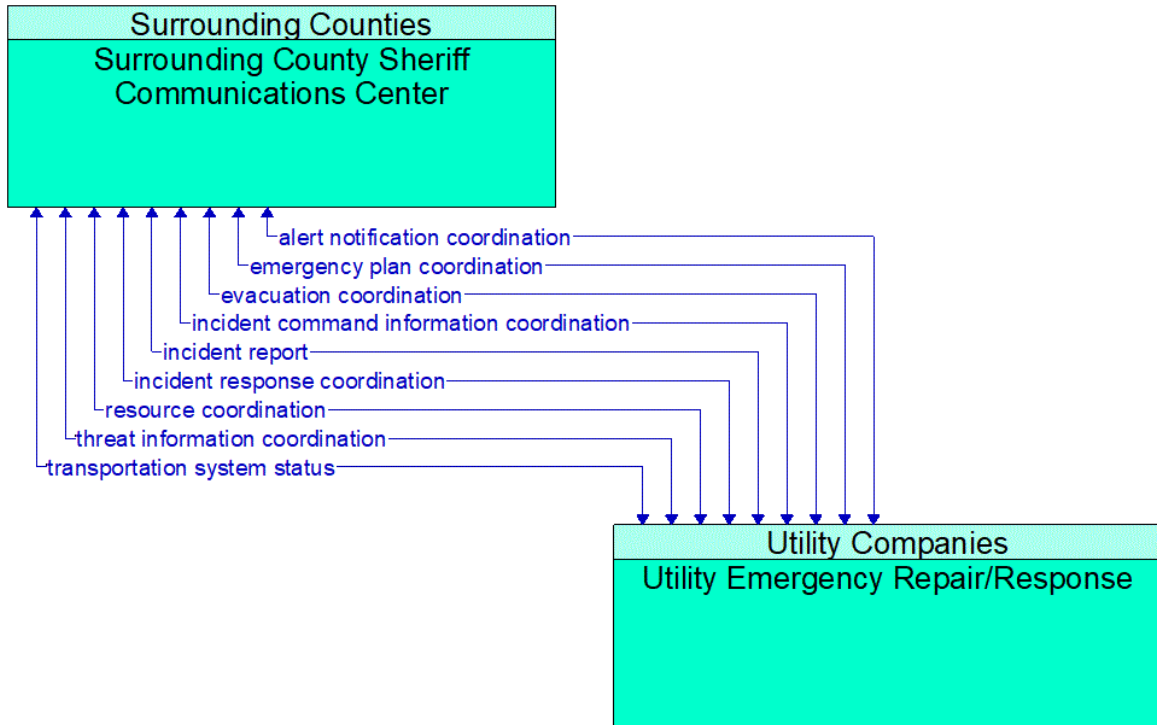 Surrounding Counties
Surrounding County Sheriff
Communications Center
alert notification coordination
emergency plan coordination
evacuation coordination
incident command information coordination
incident report
incident response coordination
resource coordination
threat information coordination
transportation system status
Utility Companies
Utility Emergency Repair/Response